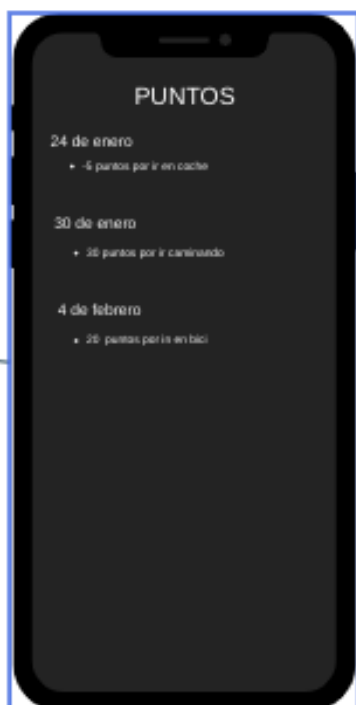 PUNTOS
24 de enero
• -5 puntos por ir en coche
30 de enero
• 30 puntos por ir caminando
4 de febrero
• 20 puntos por ir en bici